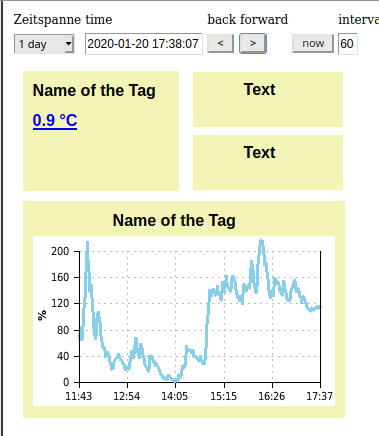 Zeitspanne time back forward interva
1 day 2020-01-20 17:38:07 < > now 60
Name of the Tag
0.9 °C
Text
Text
Name of the Tag
%
200
160
120
80
40
0
11:43 12:54 14:05 15:15 16:26 17:37